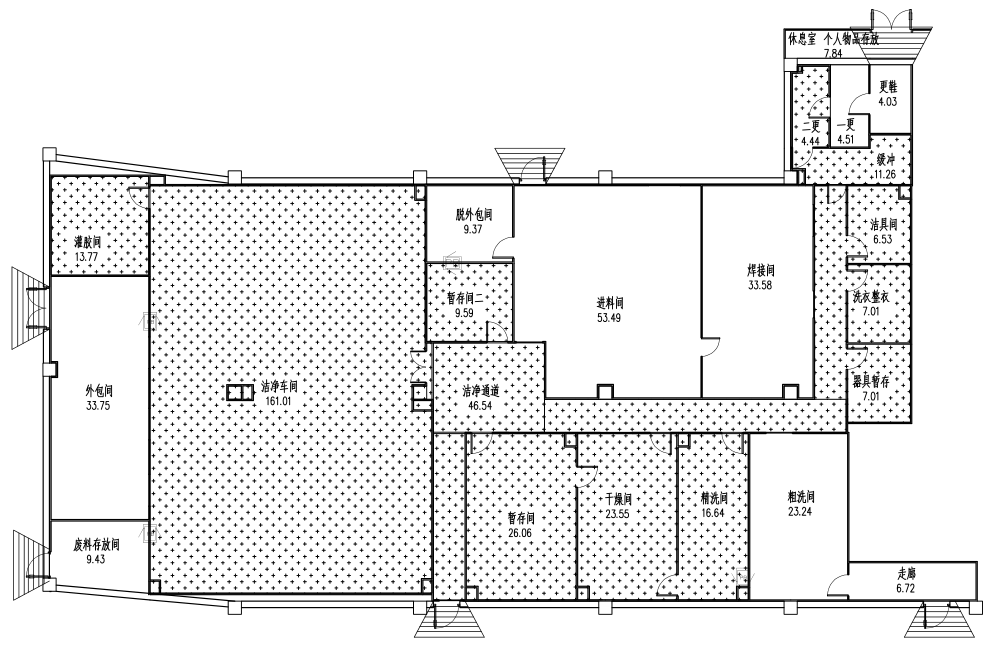 休息室 个人物品存放
7.84
更鞋
4.03
二更
4.44
一更
4.51
缓冲
11.26
脱外包间
9.37
洁具间
6.53
灌胶间
13.77
焊接间
33.58
暂存间二
9.59
进料间
53.49
洗衣整衣
7.01
外包间
33.75
洁净车间
161.01
洁净通道
46.54
器具暂存
7.01
暂存间
26.06
干燥间
23.55
精洗间
16.64
粗洗间
23.24
废料存放间
9.43
走廊
6.72